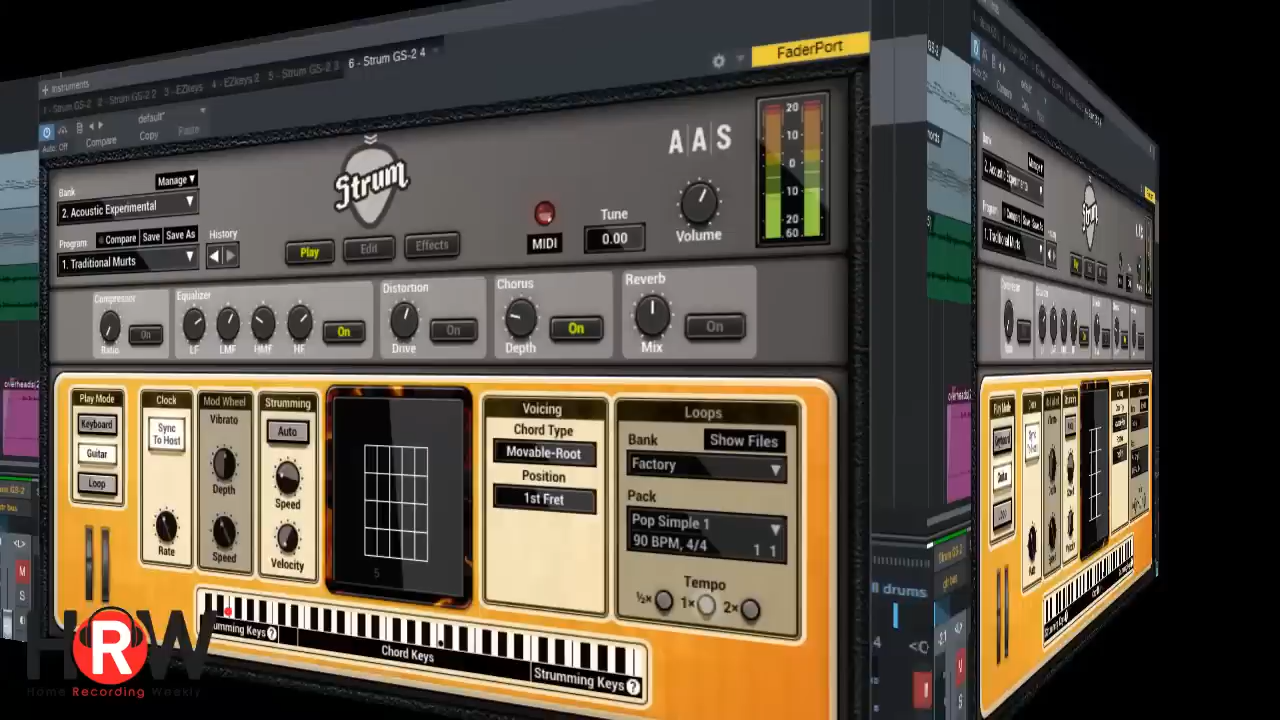 Instruments
1 - Strum GS-2 2 - Strum GS-2 2 3 - EZkeys 4 - EZkeys 2 5 - Strum GS-2 3 6 - Strum GS-2 4
FaderPort
default*
Auto: Off Compare Copy Paste
AAS
Strum
Bank Manage
2. Acoustic Experimental
Program Compare Save Save As History
1. Traditional Murts
Play Edit Effects
MIDI
Tune
0.00
Volume
20
10
0
10
20
60
Compressor
Ratio On
Equalizer
LF LMF HMF HF On
Distortion
Drive On
Chorus
Depth On
Reverb
Mix On
Play Mode
Keyboard
Guitar
Loop
Clock
Sync
To Host
Rate
Mod Wheel
Vibrato
Depth
Speed
Strumming
Auto
Speed
Velocity
5
Voicing
Chord Type
Movable-Root
Position
1st Fret
Loops
Bank Show Files
Factory
Pack
Pop Simple 1
90 BPM, 4/4 1 1
Tempo
½× 1× 2×
umming Keys ?
Chord Keys
Strumming Keys ?
drums
M
S
HRW
Home Recording Weekly